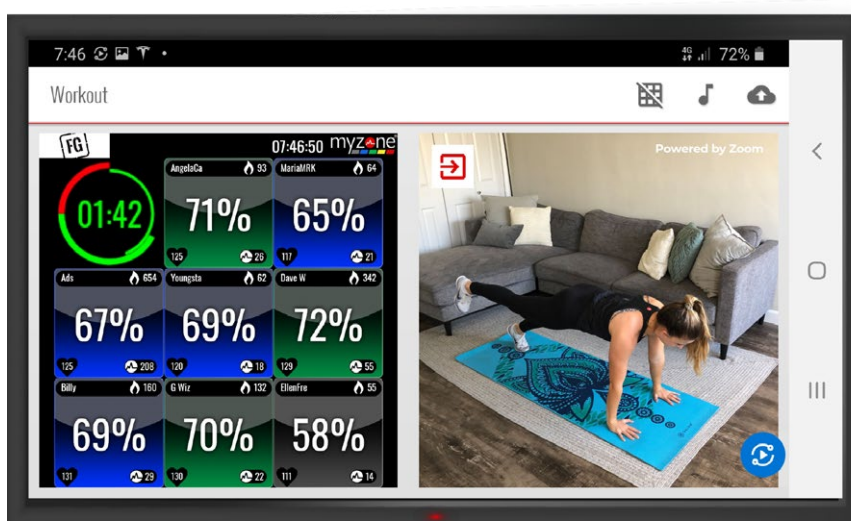 7:46 4G 72%
Workout
FG 07:46:50 myzone
Powered by Zoom
01:42
AngelaCa 93
71%
125 26
MariaMRK 64
65%
117 21
Ads 654
67%
125 208
Youngsta 62
69%
120 18
Dave W 342
72%
129 55
Billy 160
69%
131 29
G Wiz 132
70%
130 22
EllenFre 55
58%
111 14